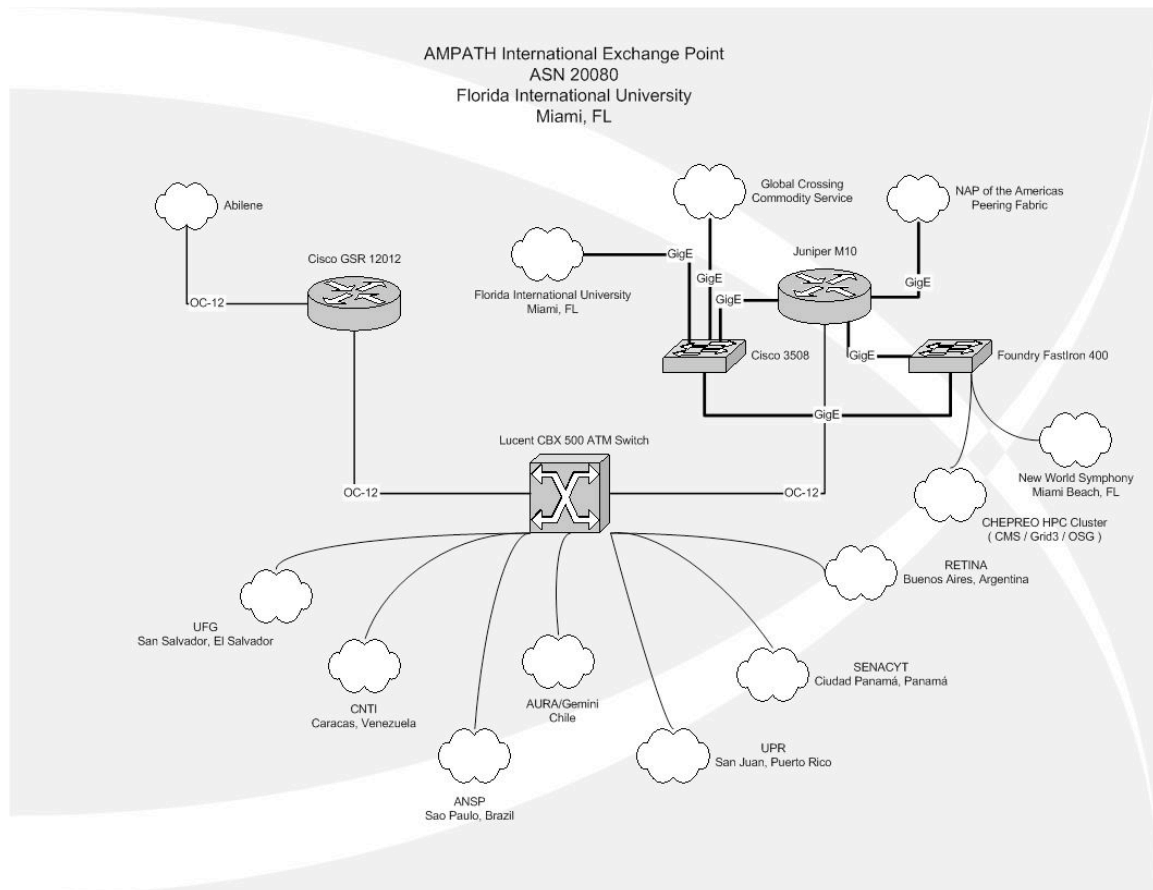 AMPATH International Exchange Point
ASN 20080
Florida International University
Miami, FL
Abilene
Global Crossing
Commodity Service
NAP of the Americas
Peering Fabric
Cisco GSR 12012
Juniper M10
GigE
Florida International University
Miami, FL
GigE
GigE
GigE
OC-12
Cisco 3508
GigE
Foundry FastIron 400
GigE
Lucent CBX 500 ATM Switch
OC-12
OC-12
New World Symphony
Miami Beach, FL
CHEPREO HPC Cluster
( CMS / Grid3 / OSG )
RETINA
Buenos Aires, Argentina
UFG
San Salvador, El Salvador
SENACYT
Ciudad Panamá, Panamá
CNTI
Caracas, Venezuela
AURA/Gemini
Chile
UPR
San Juan, Puerto Rico
ANSP
Sao Paulo, Brazil